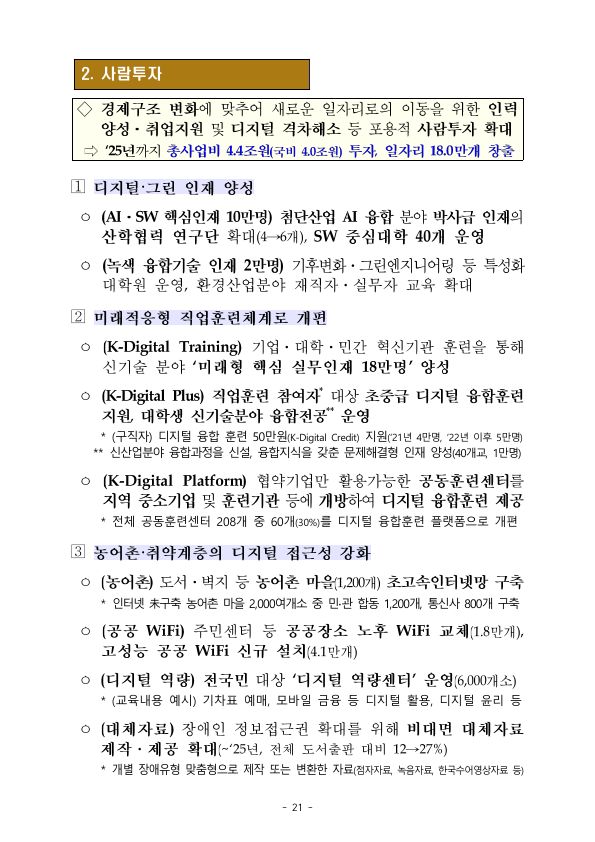 2. 사람투자
◇ 경제구조 변화에 맞추어 새로운 일자리로의 이동을 위한 인력
양성·취업지원 및 디지털 격차해소 등 포용적 사람투자 확대
⇨ ‘25년까지 총사업비 4.4조원(국비 4.0조원) 투자, 일자리 18.0만개 창출
1 디지털·그린 인재 양성
ㅇ (AI·SW 핵심인재 10만명) 첨단산업 AI 융합 분야 박사급 인재의
산학협력 연구단 확대(4→6개), SW 중심대학 40개 운영
ㅇ (녹색 융합기술 인재 2만명) 기후변화·그린엔지니어링 등 특성화
대학원 운영, 환경산업분야 재직자·실무자 교육 확대
2 미래적응형 직업훈련체계로 개편
ㅇ (K-Digital Training) 기업·대학·민간 혁신기관 훈련을 통해
신기술 분야 ‘미래형 핵심 실무인재 18만명’ 양성
ㅇ (K-Digital Plus) 직업훈련 참여자* 대상 초중급 디지털 융합훈련
지원, 대학생 신기술분야 융합전공** 운영
* (구직자) 디지털 융합 훈련 50만원(K-Digital Credit) 지원(’21년 4만명, ’22년 이후 5만명)
** 신산업분야 융합과정을 신설, 융합지식을 갖춘 문제해결형 인재 양성(40개교, 1만명)
ㅇ (K-Digital Platform) 협약기업만 활용가능한 공동훈련센터를
지역 중소기업 및 훈련기관 등에 개방하여 디지털 융합훈련 제공
* 전체 공동훈련센터 208개 중 60개(30%)를 디지털 융합훈련 플랫폼으로 개편
3 농어촌·취약계층의 디지털 접근성 강화
ㅇ (농어촌) 도서·벽지 등 농어촌 마을(1,200개) 초고속인터넷망 구축
* 인터넷 未구축 농어촌 마을 2,000여개소 중 민·관 합동 1,200개, 통신사 800개 구축
ㅇ (공공 WiFi) 주민센터 등 공공장소 노후 WiFi 교체(1.8만개),
고성능 공공 WiFi 신규 설치(4.1만개)
ㅇ (디지털 역량) 전국민 대상 ‘디지털 역량센터’ 운영(6,000개소)
* (교육내용 예시) 기차표 예매, 모바일 금융 등 디지털 활용, 디지털 윤리 등
ㅇ (대체자료) 장애인 정보접근권 확대를 위해 비대면 대체자료
제작·제공 확대(~‘25년, 전체 도서출판 대비 12→27%)
* 개별 장애유형 맞춤형으로 제작 또는 변환한 자료(점자자료, 녹음자료, 한국수어영상자료 등)
- 21 -